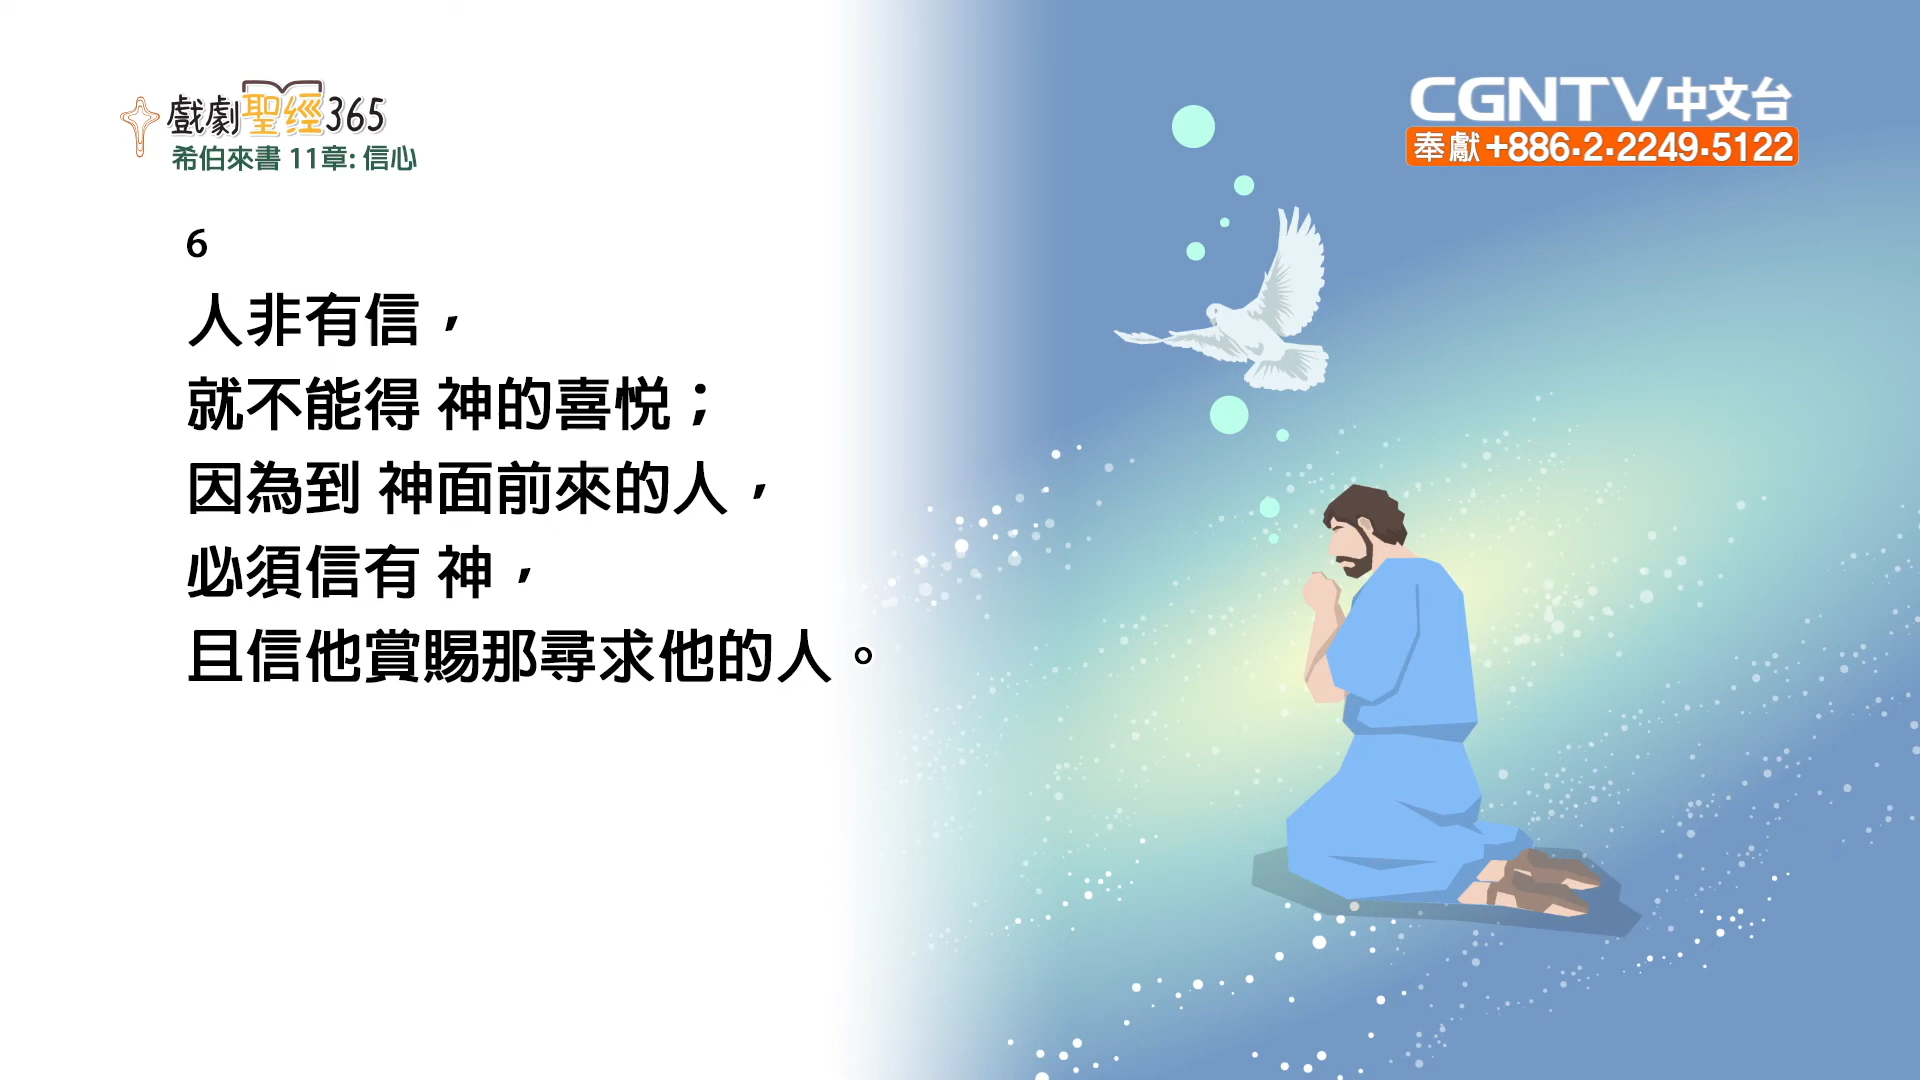 戲劇聖經365
希伯來書 11章: 信心
CGNTV中文台
奉獻 +886·2·2249·5122
6
人非有信，
就不能得 神的喜悅；
因為到 神面前來的人，
必須信有 神，
且信他賞賜那尋求他的人。